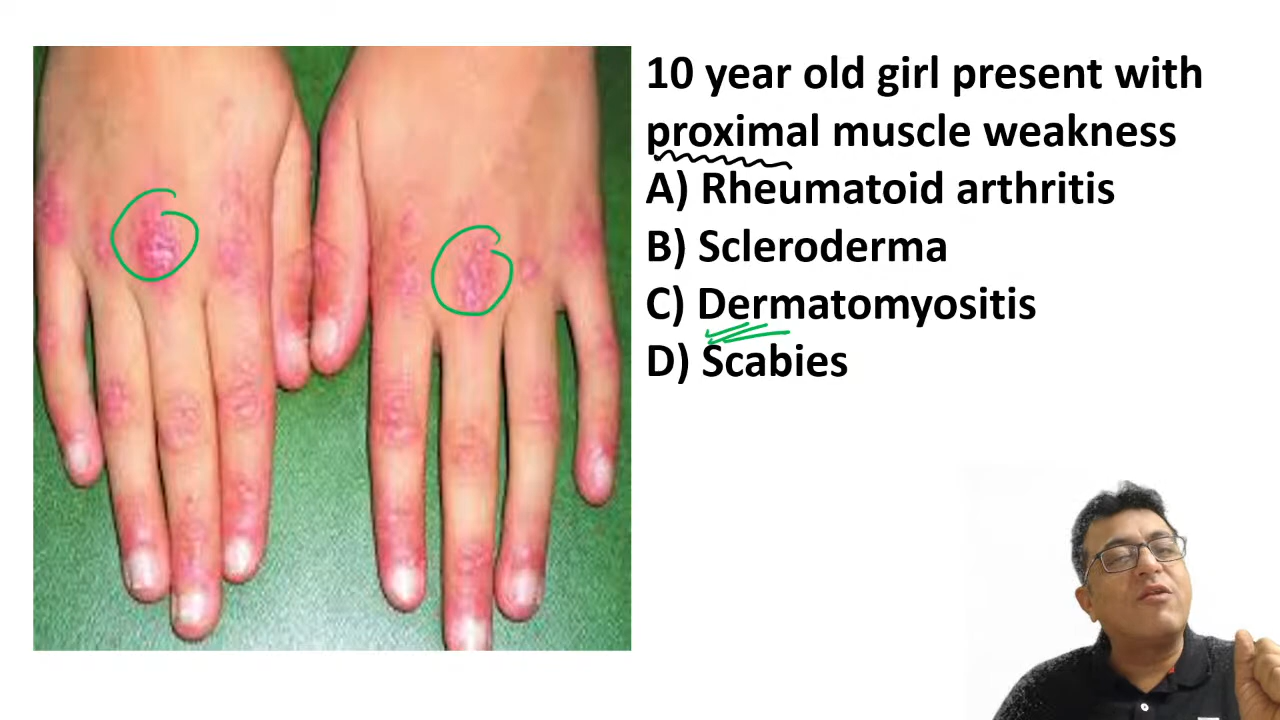 10 year old girl present with
proximal muscle weakness
A) Rheumatoid arthritis
B) Scleroderma
C) Dermatomyositis
D) Scabies